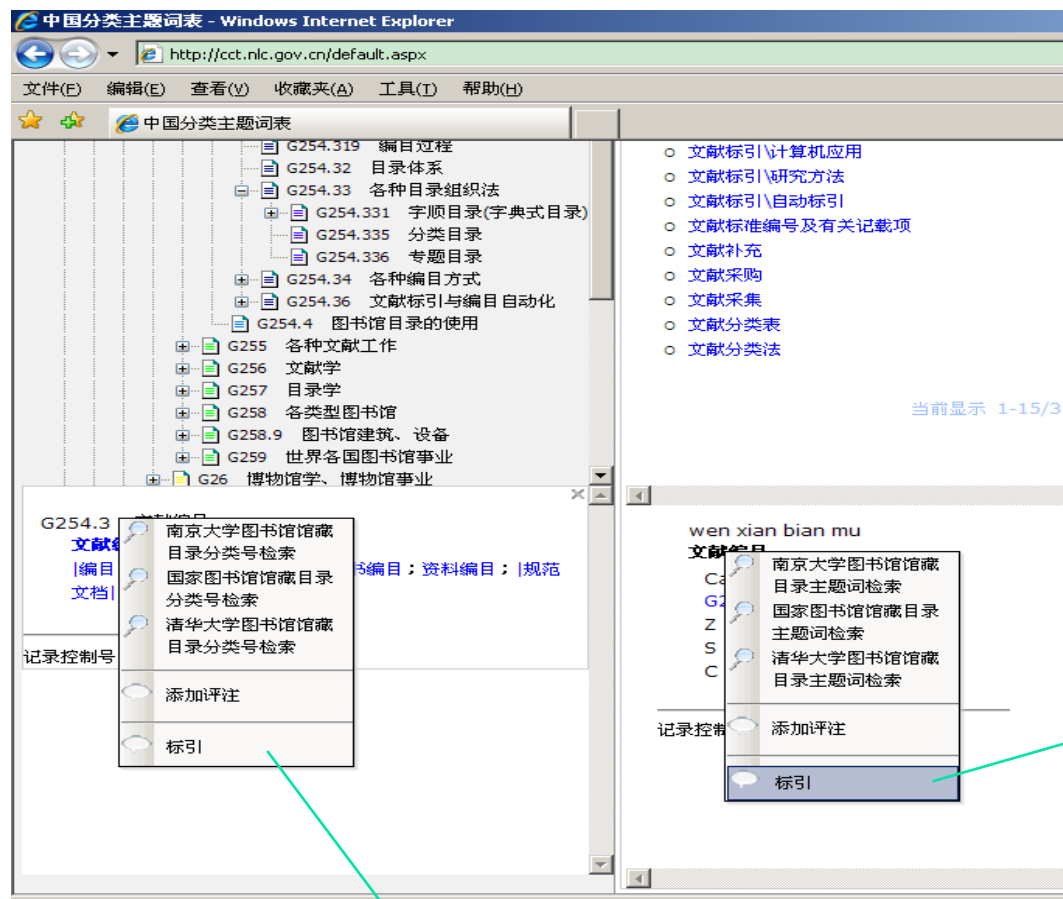 中国分类主题词表 - Windows Internet Explorer
http://cct.nlc.gov.cn/default.aspx
文件(F) 编辑(E) 查看(V) 收藏夹(A) 工具(T) 帮助(H)
中国分类主题词表
G254.319 编目过程
G254.32 目录体系
G254.33 各种目录组织法
G254.331 字顺目录(字典式目录)
G254.335 分类目录
G254.336 专题目录
G254.34 各种编目方式
G254.36 文献标引与编目自动化
G254.4 图书馆目录的使用
G255 各种文献工作
G256 文献学
G257 目录学
G258 各类型图书馆
G258.9 图书馆建筑、设备
G259 世界各国图书馆事业
G26 博物馆学、博物馆事业
文献标引\计算机应用
文献标引\研究方法
文献标引\自动标引
文献标准编号及有关记载项
文献补充
文献采购
文献采集
文献分类表
文献分类法
当前显示 1-15/3
G254.3
文献
|编目
书编目；资料编目；|规范
文档|
记录控制号
南京大学图书馆馆藏
目录分类号检索
国家图书馆馆藏目录
分类号检索
清华大学图书馆馆藏
目录分类号检索
添加评注
标引
wen xian bian mu
文献编目
Ca
G2
Z
S
C
记录控制
南京大学图书馆馆藏
目录主题词检索
国家图书馆馆藏目录
主题词检索
清华大学图书馆馆藏
目录主题词检索
添加评注
标引